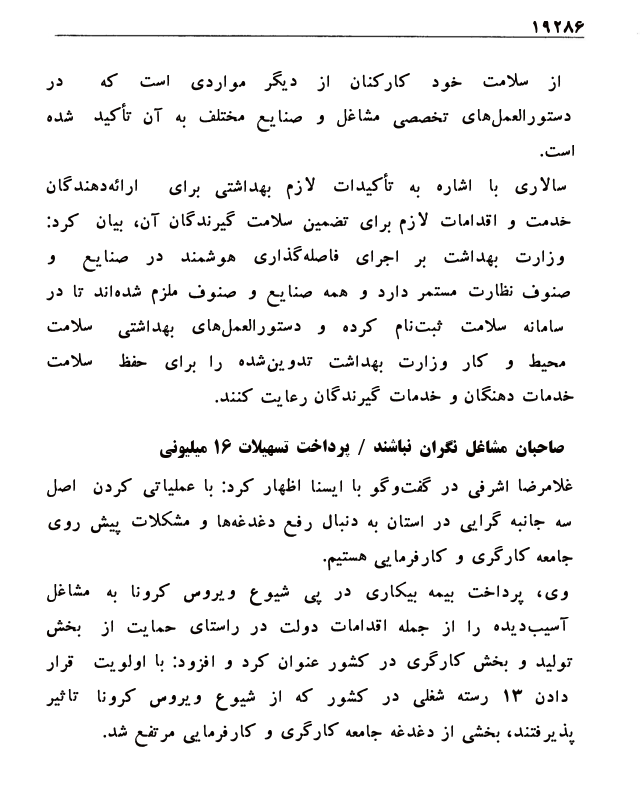 ۱۹۲۸۶
از سلامت خود کارکنان از دیگر مواردی است که در
دستورالعمل‌های تخصصی مشاغل و صنایع مختلف به آن تأکید شده
است.
سالاری با اشاره به تأکیدات لازم بهداشتی برای ارائه‌دهندگان
خدمت و اقدامات لازم برای تضمین سلامت گیرندگان آن، بیان کرد:
وزارت بهداشت بر اجرای فاصله‌گذاری هوشمند در صنایع و
صنوف نظارت مستمر دارد و همه صنایع و صنوف ملزم شده‌اند تا در
سامانه سلامت ثبت‌نام کرده و دستورالعمل‌های بهداشتی سلامت
محیط و کار وزارت بهداشت تدوین‌شده را برای حفظ سلامت
خدمات دهنگان و خدمات گیرندگان رعایت کنند.
صاحبان مشاغل نگران نباشند / پرداخت تسهیلات ۱۶ میلیونی
غلامرضا اشرفی در گفت‌وگو با ایسنا اظهار کرد: با عملیاتی کردن اصل
سه جانبه گرایی در استان به دنبال رفع دغدغه‌ها و مشکلات پیش روی
جامعه کارگری و کارفرمایی هستیم.
وی، پرداخت بیمه بیکاری در پی شیوع ویروس کرونا به مشاغل
آسیب‌دیده را از جمله اقدامات دولت در راستای حمایت از بخش
تولید و بخش کارگری در کشور عنوان کرد و افزود: با اولویت قرار
دادن ۱۳ رسته شغلی در کشور که از شیوع ویروس کرونا تاثیر
پذیرفتند، بخشی از دغدغه جامعه کارگری و کارفرمایی مرتفع شد.